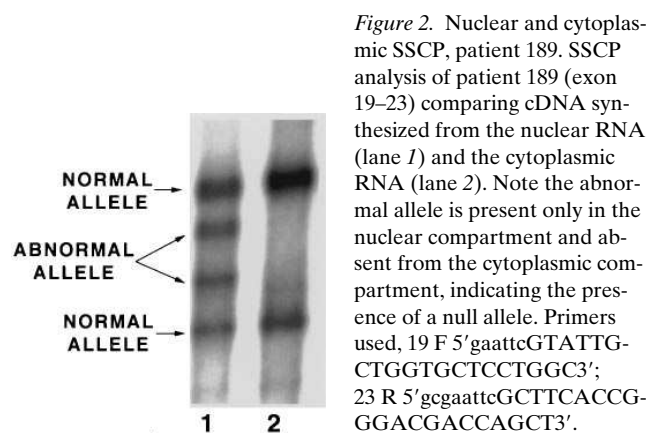 NORMAL
ALLELE
ABNORMAL
ALLELE
NORMAL
ALLELE
1 2
Figure 2. Nuclear and cytoplas-
mic SSCP, patient 189. SSCP
analysis of patient 189 (exon
19–23) comparing cDNA syn-
thesized from the nuclear RNA
(lane 1) and the cytoplasmic
RNA (lane 2). Note the abnor-
mal allele is present only in the
nuclear compartment and ab-
sent from the cytoplasmic com-
partment, indicating the pres-
ence of a null allele. Primers
used, 19 F 5′gaattcGTATTG-
CTGGTGCTCCTGGC3′;
23 R 5′gcgaattcGCTTCACCG-
GGACGACCAGCT3′.